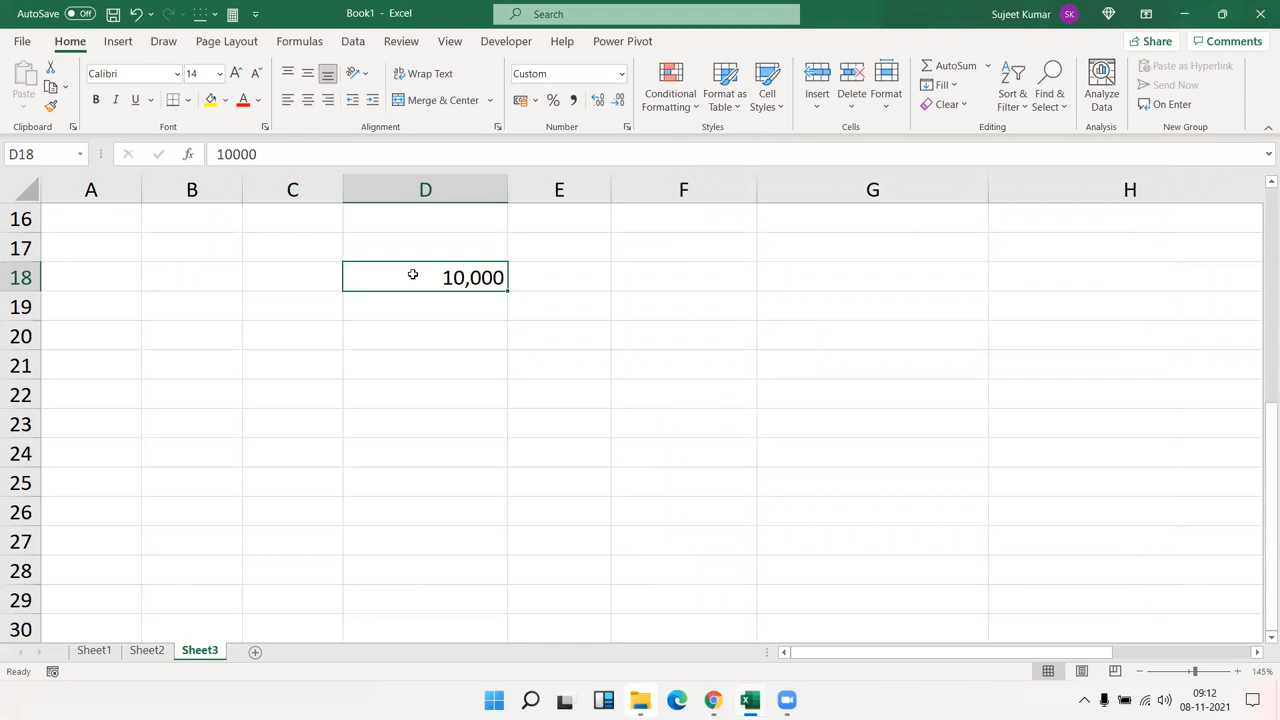 AutoSave Off Book1 - Excel Search Sujeet Kumar SK
File Home Insert Draw Page Layout Formulas Data Review View Developer Help Power Pivot Share Comments
Paste Calibri 14 Wrap Text Custom Conditional Formatting Format as Table Cell Styles Insert Delete Format AutoSum Sort & Filter Find & Select Analyze Data Paste as Hyperlink
Fill Send Now
B I U A Merge & Center % Clear On Enter
Clipboard Font Alignment Number Styles Cells Editing Analysis New Group
D18 fx 10000
A B C D E F G H
16
17
18 10,000
19
20
21
22
23
24
25
26
27
28
29
30
Sheet1 Sheet2 Sheet3
Ready 145%
09:12
08-11-2021